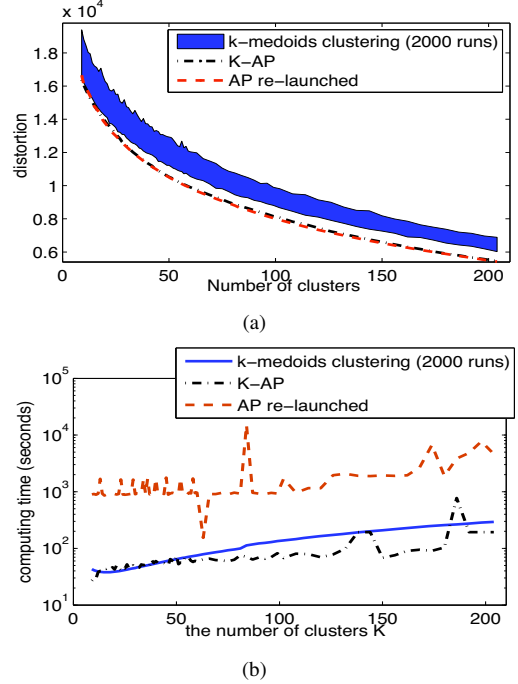 x 10^4
k-medoids clustering (2000 runs)
K-AP
AP re-launched
1.8
1.6
1.4
1.2
1
0.8
0.6
distortion
0 50 100 150 200
Number of clusters
(a)
k-medoids clustering (2000 runs)
K-AP
AP re-launched
10^5
10^4
10^3
10^2
10^1
computing time (seconds)
0 50 100 150 200
the number of clusters K
(b)